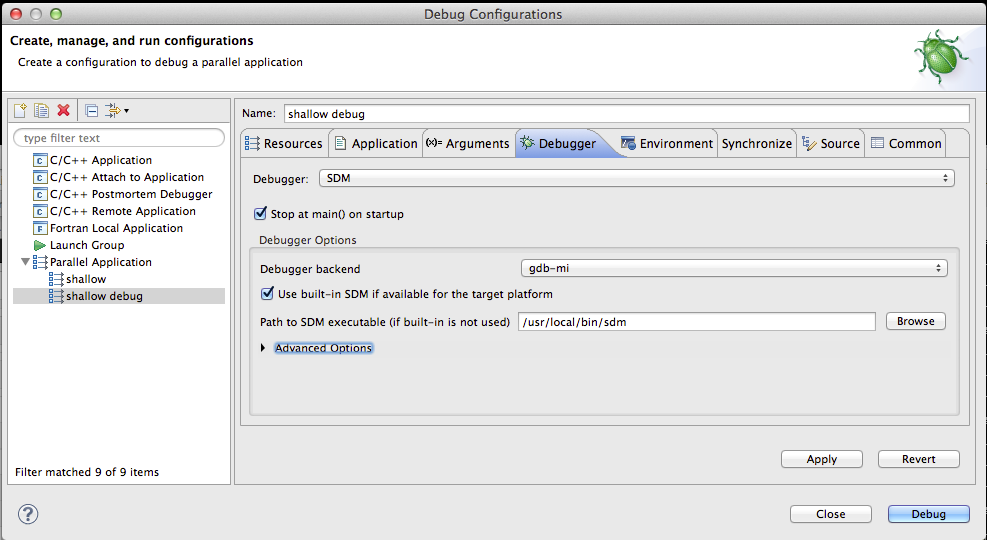 Debug Configurations
Create, manage, and run configurations
Create a configuration to debug a parallel application
type filter text
C/C++ Application
C/C++ Attach to Application
C/C++ Postmortem Debugger
C/C++ Remote Application
Fortran Local Application
Launch Group
Parallel Application
shallow
shallow debug
Filter matched 9 of 9 items
Name: shallow debug
Resources Application (x)= Arguments Debugger Environment Synchronize Source Common
Debugger: SDM
Stop at main() on startup
Debugger Options
Debugger backend gdb-mi
Use built-in SDM if available for the target platform
Path to SDM executable (if built-in is not used) /usr/local/bin/sdm Browse
Advanced Options
Apply Revert
? Close Debug